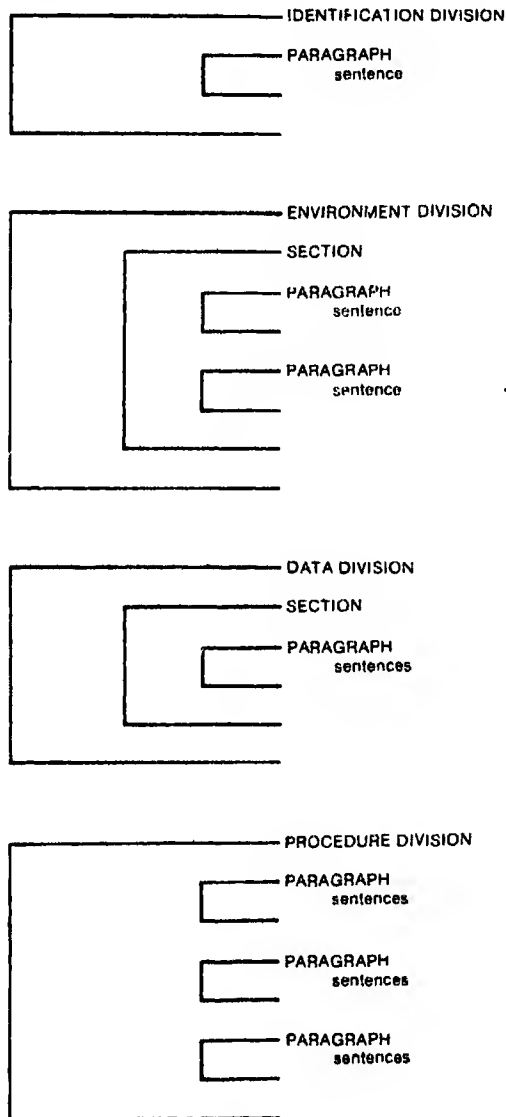 IDENTIFICATION DIVISION
PARAGRAPH
sentence
ENVIRONMENT DIVISION
SECTION
PARAGRAPH
sentence
PARAGRAPH
sentence
DATA DIVISION
SECTION
PARAGRAPH
sentences
PROCEDURE DIVISION
PARAGRAPH
sentences
PARAGRAPH
sentences
PARAGRAPH
sentences